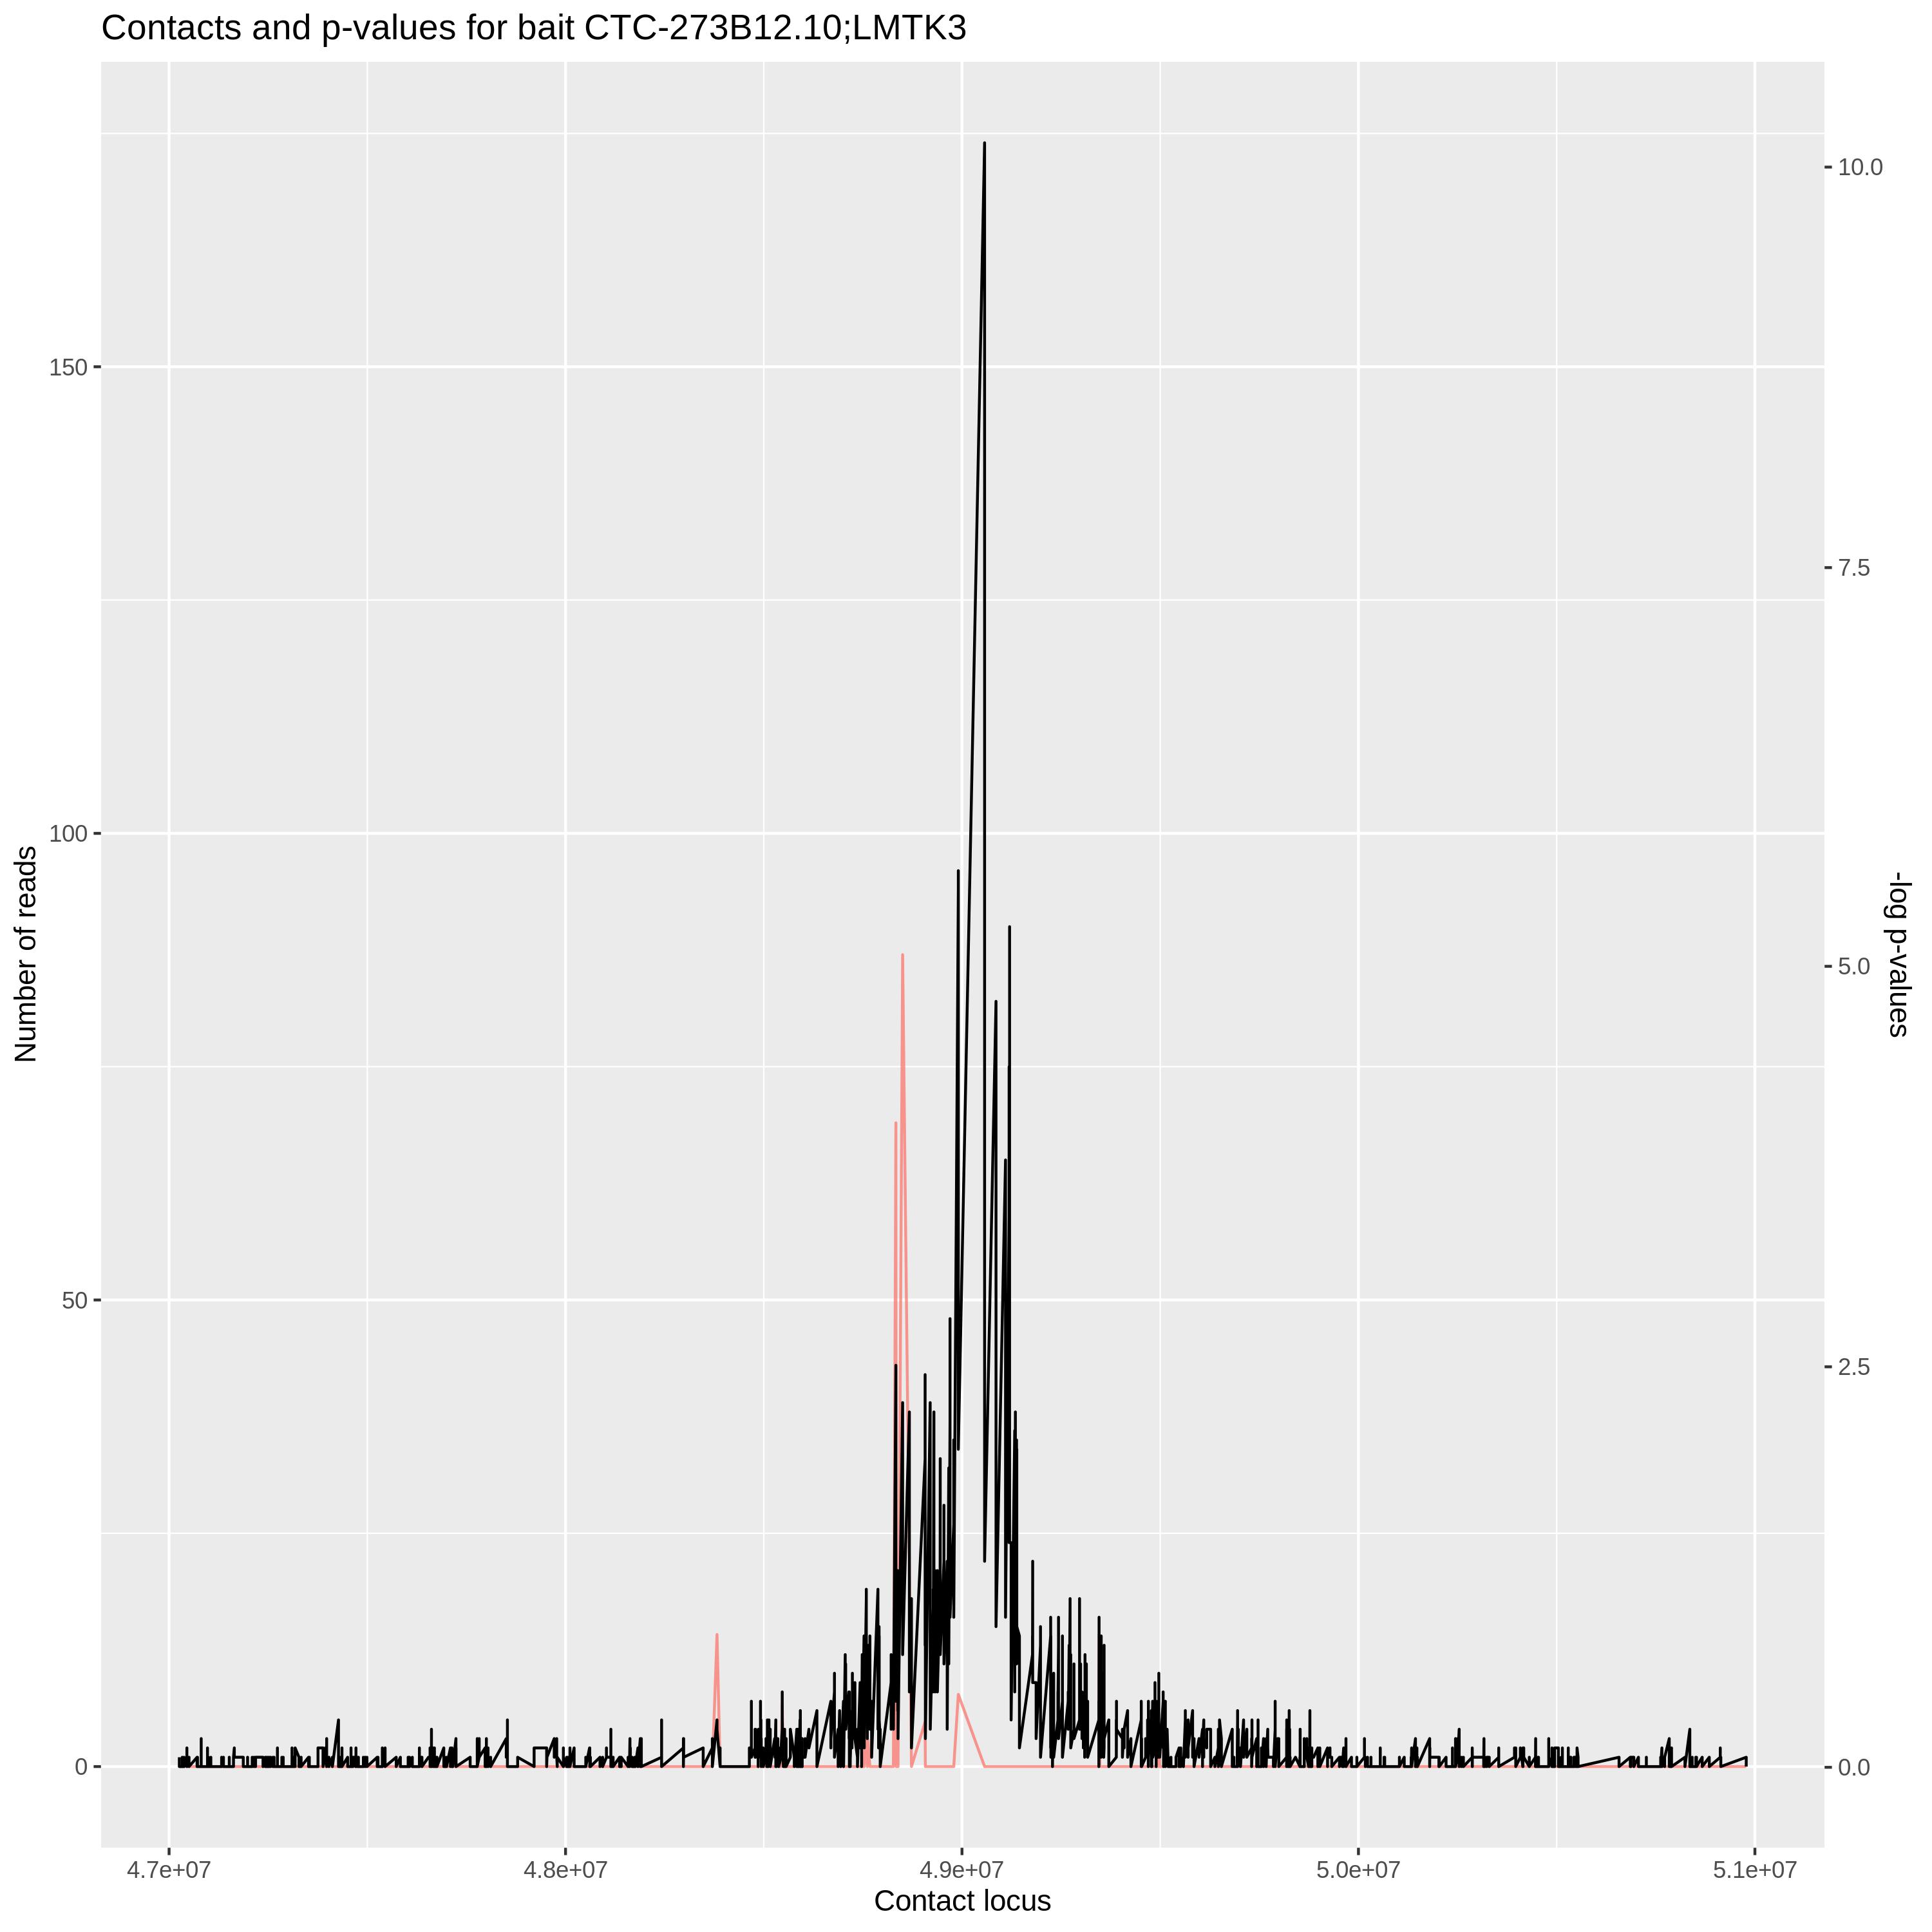 Contacts and p-values for bait CTC-273B12.10;LMTK3
Number of reads
150
100
50
0
10.0
7.5
5.0
2.5
0.0
-log p-values
4.7e+07
4.8e+07
4.9e+07
5.0e+07
5.1e+07
Contact locus